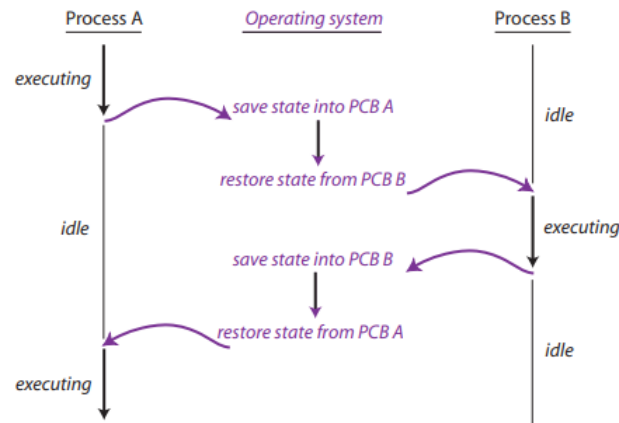 Process A
Operating system
Process B
executing
save state into PCB A
idle
restore state from PCB B
idle
executing
save state into PCB B
restore state from PCB A
idle
executing